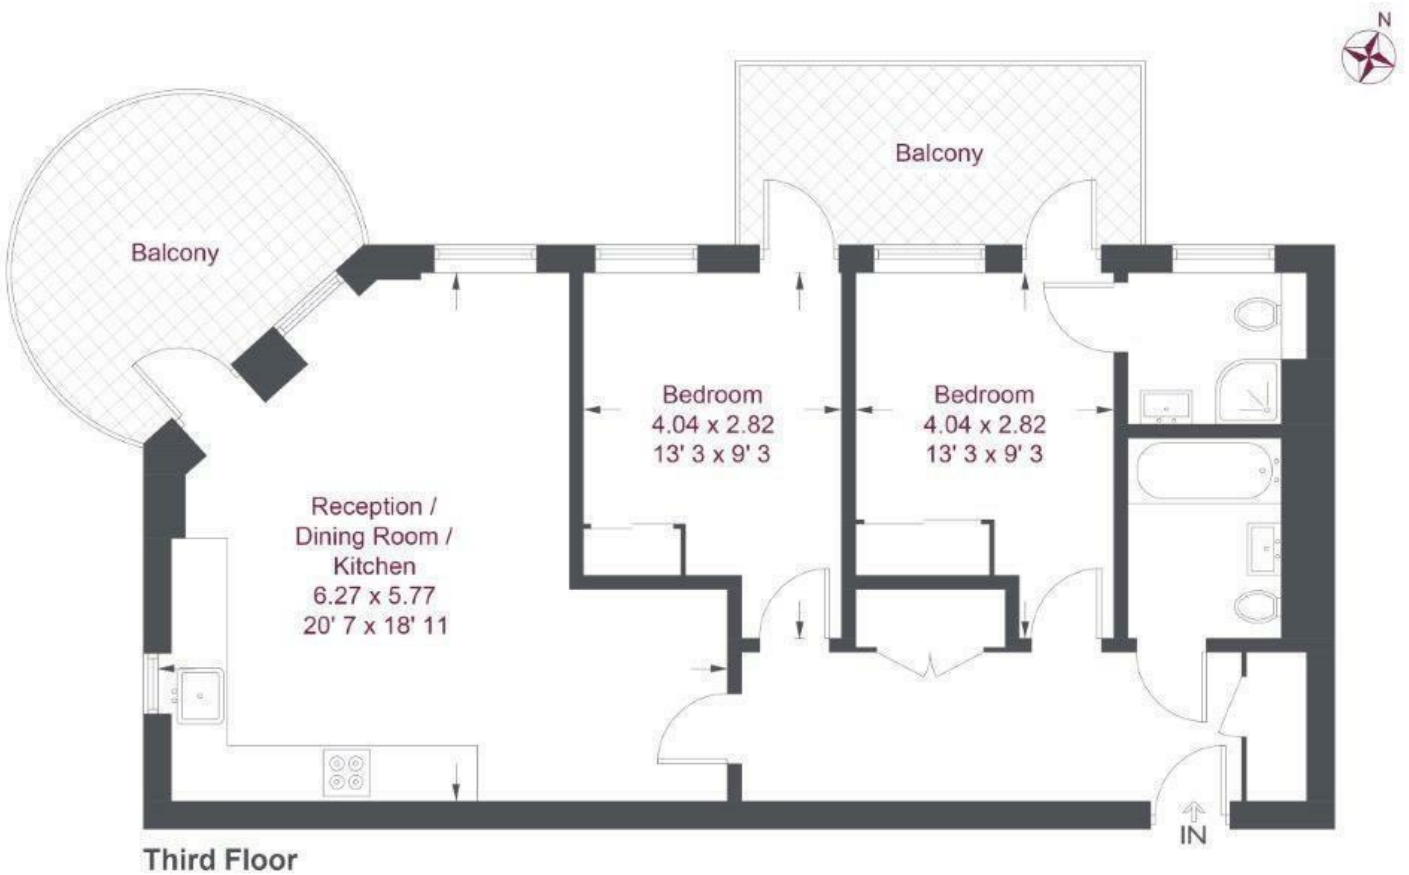 N
Balcony
Balcony
Bedroom
4.04 x 2.82
13' 3 x 9' 3
Bedroom
4.04 x 2.82
13' 3 x 9' 3
Reception /
Dining Room /
Kitchen
6.27 x 5.77
20' 7 x 18' 11
IN
Third Floor